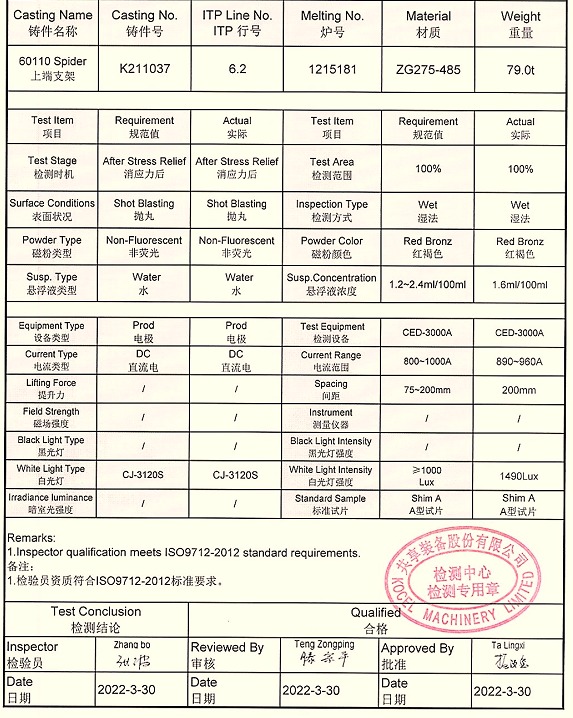 Casting Name Casting No. ITP Line No. Melting No. Material Weight
铸件名称 铸件号 ITP 行号 炉号 材质 重量
60110 Spider K211037 6.2 1215181 ZG275-485 79.0t
上端支架
Test Item Requirement Actual Test Item Requirement Actual
项目 规范值 实际 项目 规范值 实际
Test Stage After Stress Relief After Stress Relief Test Area 100% 100%
检测时机 消应力后 消应力后 检测范围
Surface Conditions Shot Blasting Shot Blasting Inspection Type Wet Wet
表面状况 抛丸 抛丸 检测方式 湿法 湿法
Powder Type Non-Fluorescent Non-Fluorescent Powder Color Red Bronz Red Bronz
磁粉类型 非荧光 非荧光 磁粉颜色 红褐色 红褐色
Susp. Type Water Water Susp.Concentration 1.2~2.4ml/100ml 1.6ml/100ml
悬浮液类型 水 水 悬浮液浓度
Equipment Type Prod Prod Test Equipment CED-3000A CED-3000A
设备类型 电极 电极 检测设备
Current Type DC DC Current Range 800~1000A 890~960A
电流类型 直流电 直流电 电流范围
Lifting Force / / Spacing 75~200mm 200mm
提升力 间距
Field Strength / / Instrument / /
磁场强度 测量仪器
Black Light Type / / Black Light Intensity / /
黑光灯 黑光灯强度
White Light Type CJ-3120S CJ-3120S White Light Intensity ≥1000 1490Lux
白光灯 白光灯强度 Lux
Irradiance luminance / / Standard Sample Shim A Shim A
暗室光强度 标准试片 A型试片 A型试片
Remarks:
1.Inspector qualification meets ISO9712-2012 standard requirements.
备注：
1.检验员资质符合ISO9712-2012标准要求。
共享装备股份有限公司
检测中心
检测专用章
KOCEL MACHINERY LIMITED
Test Conclusion Qualified
检测结论 合格
Inspector Zhang bo Reviewed By Teng Zongping Approved By Ta Lingxi
检验员 审核 滕宗平 批准
Date 2022-3-30 Date 2022-3-30 Date 2022-3-30
日期 日期 日期